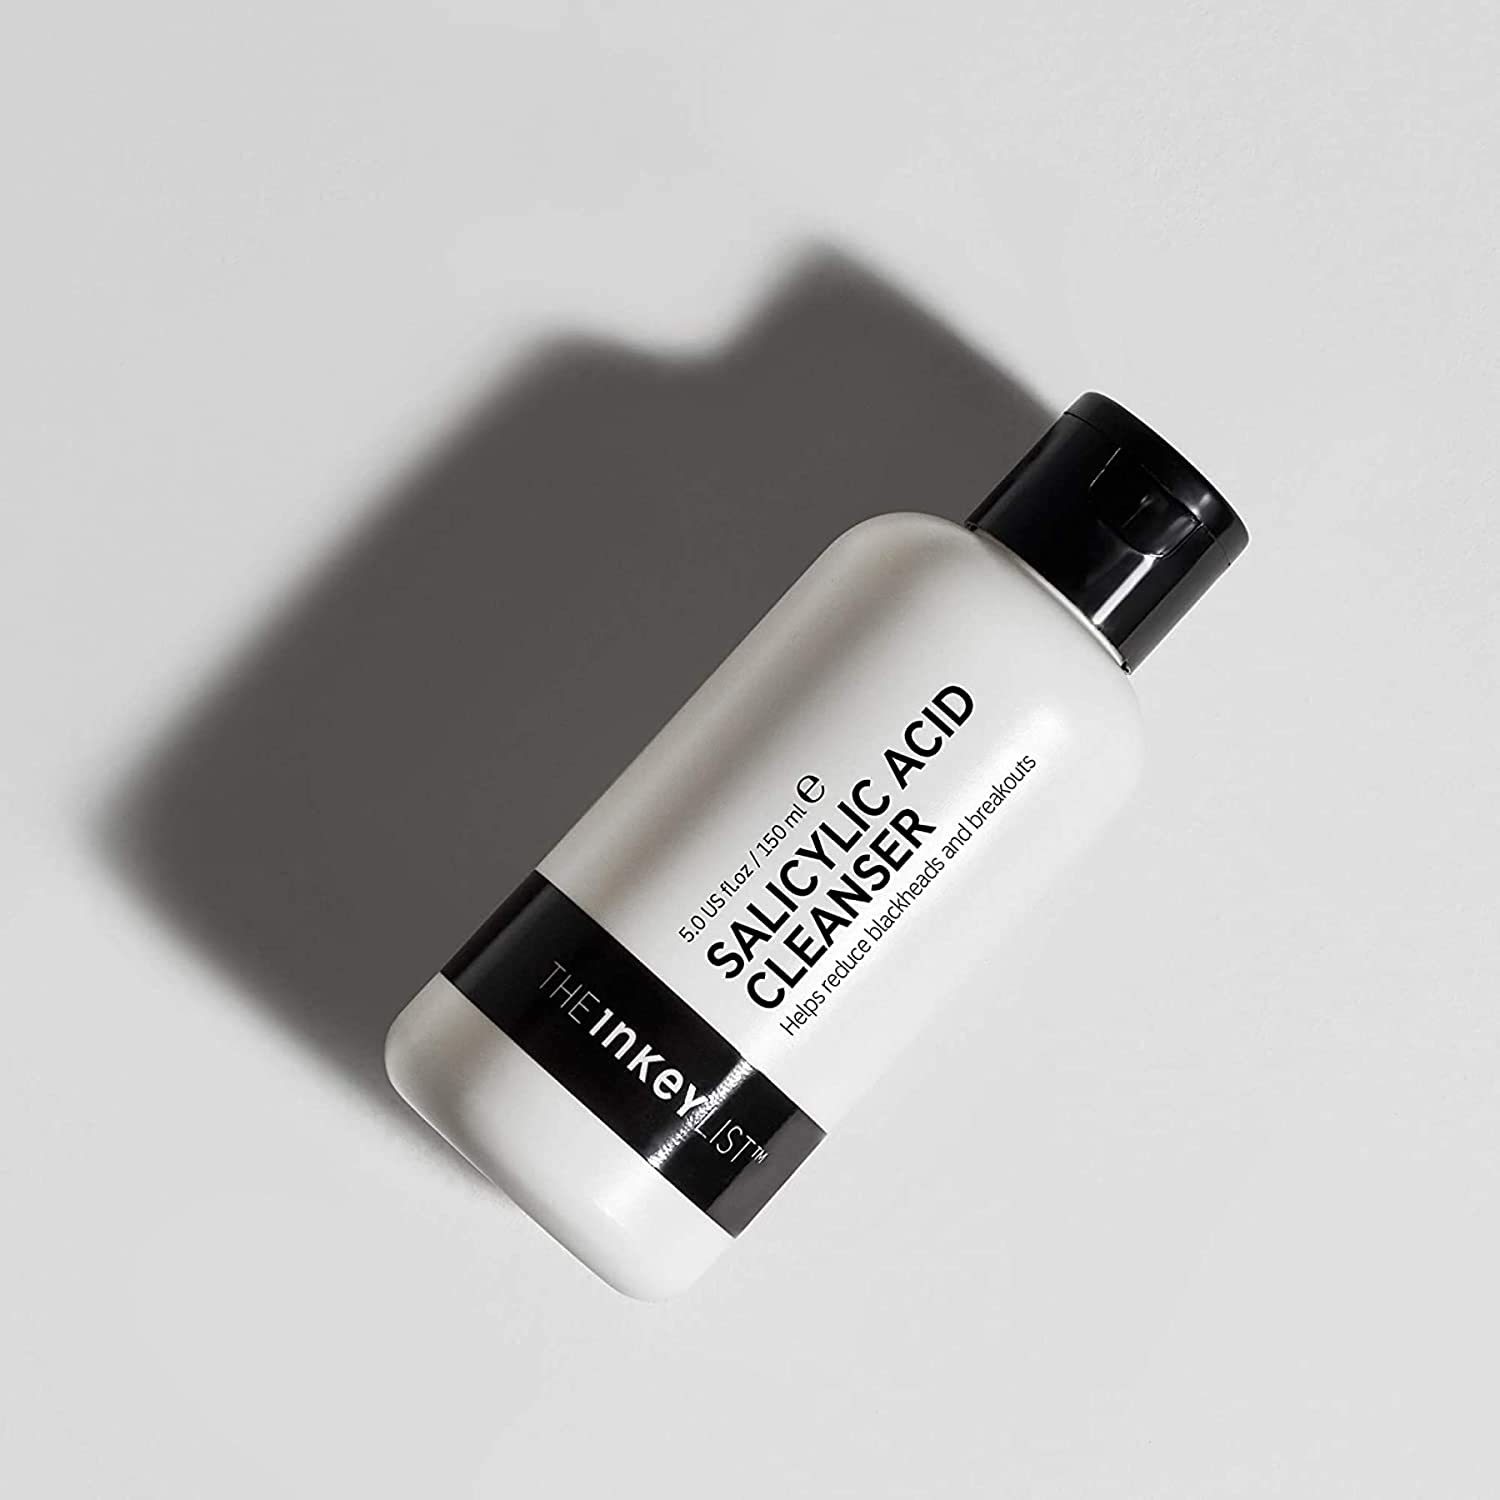 5.0 US fl.oz / 150 ml ℮
SALICYLIC ACID
CLEANSER
Helps reduce blackheads and breakouts
THE INKEY LIST™